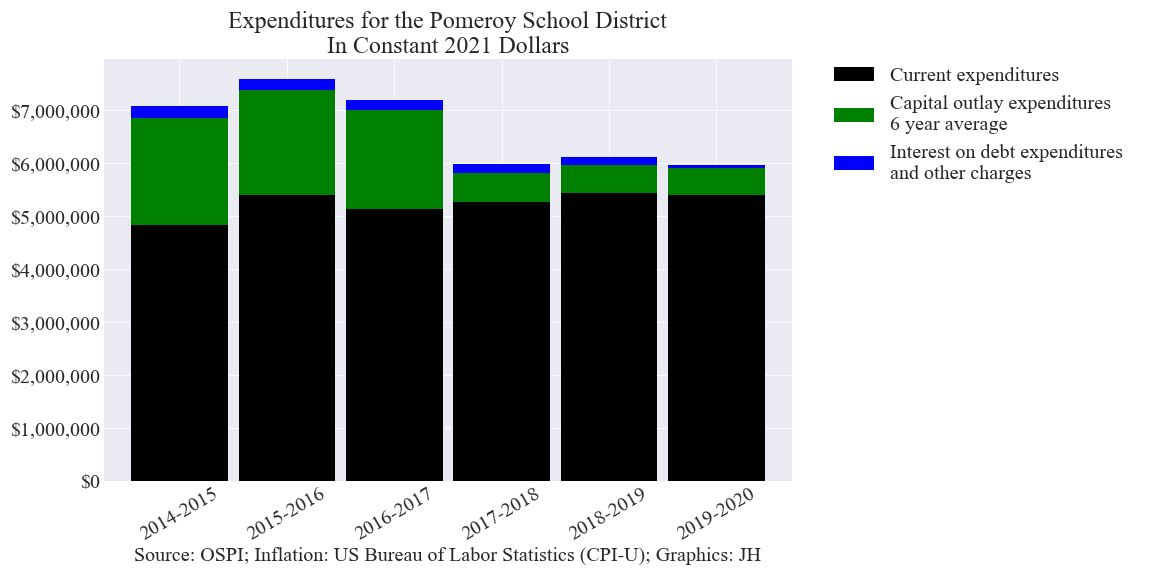 Expenditures for the Pomeroy School District
In Constant 2021 Dollars
$7,000,000
$6,000,000
$5,000,000
$4,000,000
$3,000,000
$2,000,000
$1,000,000
$0
2014-2015
2015-2016
2016-2017
2017-2018
2018-2019
2019-2020
Source: OSPI; Inflation: US Bureau of Labor Statistics (CPI-U); Graphics: JH
Current expenditures
Capital outlay expenditures
6 year average
Interest on debt expenditures
and other charges